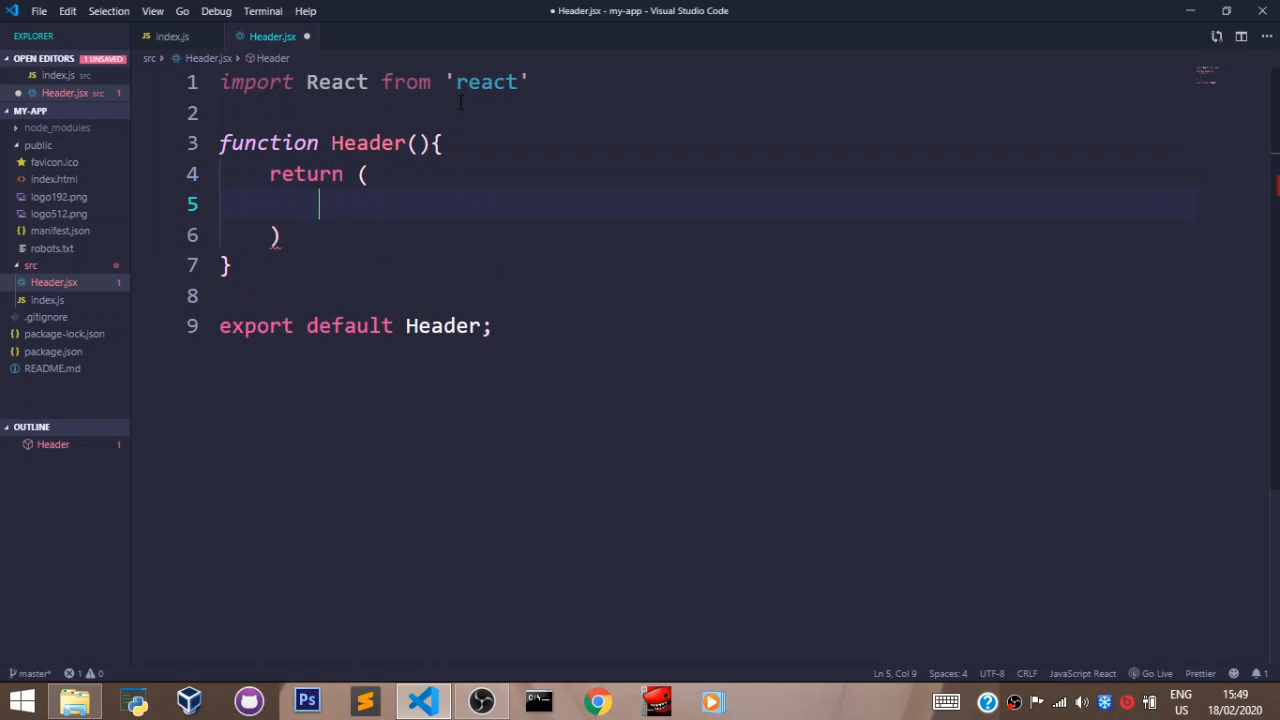 File Edit Selection View Go Debug Terminal Help
● Header.jsx - my-app - Visual Studio Code
EXPLORER
OPEN EDITORS 1 UNSAVED
index.js src
Header.jsx src 1
MY-APP
node_modules
public
favicon.ico
index.html
logo192.png
logo512.png
manifest.json
robots.txt
src
Header.jsx 1
index.js
.gitignore
package-lock.json
package.json
README.md
OUTLINE
Header 1
index.js Header.jsx
src Header.jsx Header
1 import React from 'react'
2
3 function Header(){
4 return (
5
6 )
7 }
8
9 export default Header;
master* 1 0
Ln 5, Col 9 Spaces: 4 UTF-8 CRLF JavaScript React Go Live Prettier 1
Ps
ENG
US
15:49
18/02/2020